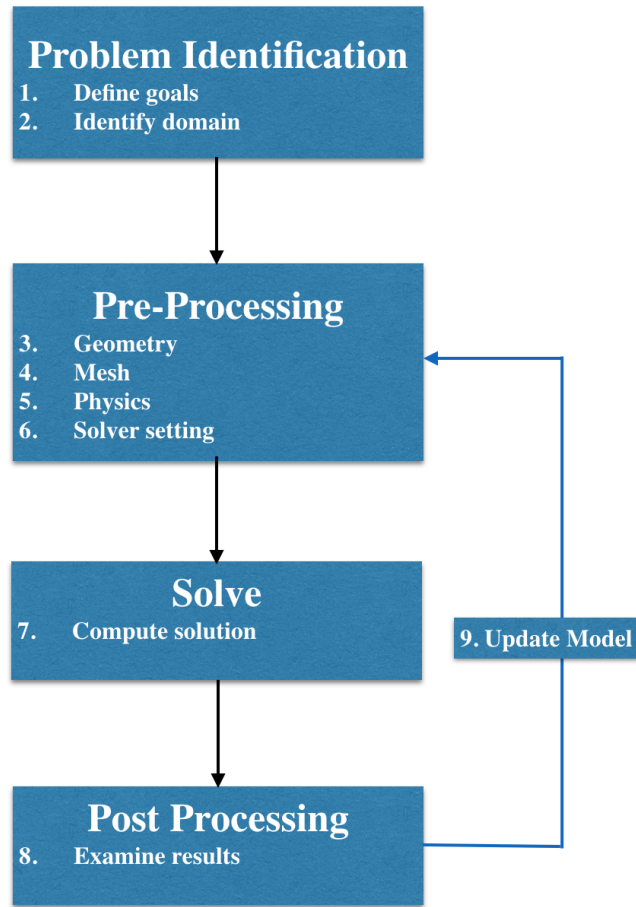 Problem Identification
1. Define goals
2. Identify domain
Pre-Processing
3. Geometry
4. Mesh
5. Physics
6. Solver setting
Solve
7. Compute solution
9. Update Model
Post Processing
8. Examine results